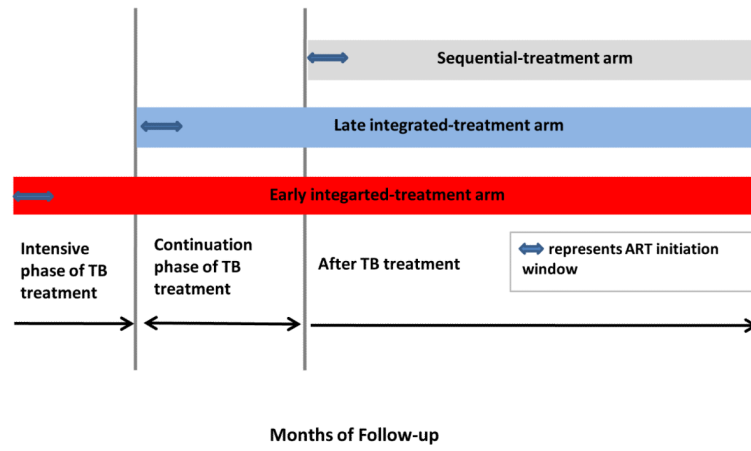 Sequential-treatment arm
Late integrated-treatment arm
Early integarted-treatment arm
Intensive
phase of TB
treatment
Continuation
phase of TB
treatment
After TB treatment
represents ART initiation
window
Months of Follow-up